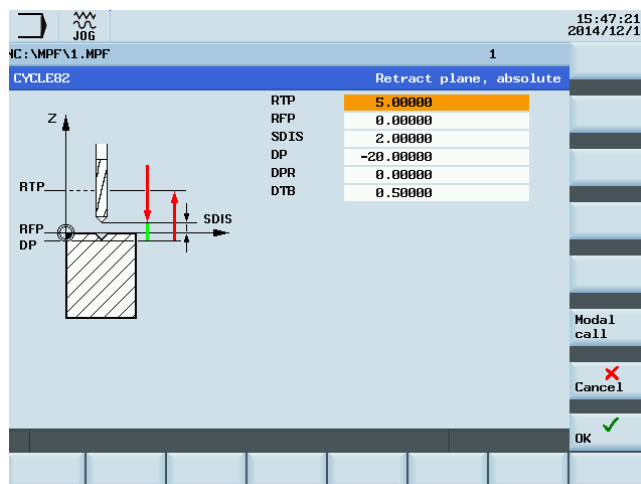 JOG
15:47:21
2014/12/1
NC:\MPF\1.MPF 1
CYCLE82 Retract plane, absolute
RTP 5.00000
RFP 0.00000
SDIS 2.00000
DP -20.00000
DPR 0.00000
DTB 0.50000
Z
RTP
SDIS
RFP
DP
Modal
call
Cancel
OK